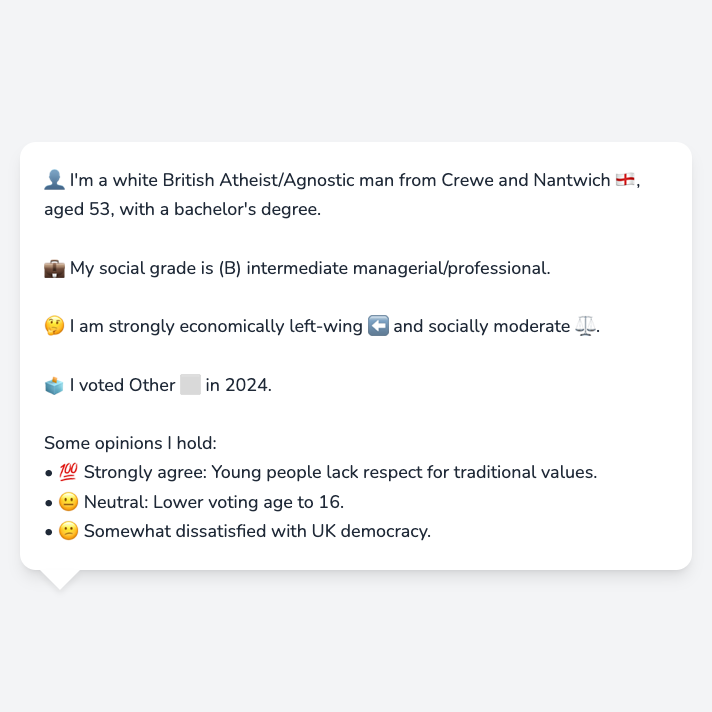 👤 I'm a white British Atheist/Agnostic man from Crewe and Nantwich 🏴󠁧󠁢󠁥󠁮󠁧󠁿,
aged 53, with a bachelor's degree.
💼 My social grade is (B) intermediate managerial/professional.
🤔 I am strongly economically left-wing ⬅️ and socially moderate ⚖️.
🗳️ I voted Other ⬜ in 2024.
Some opinions I hold:
• 💯 Strongly agree: Young people lack respect for traditional values.
• 😐 Neutral: Lower voting age to 16.
• 🙁 Somewhat dissatisfied with UK democracy.